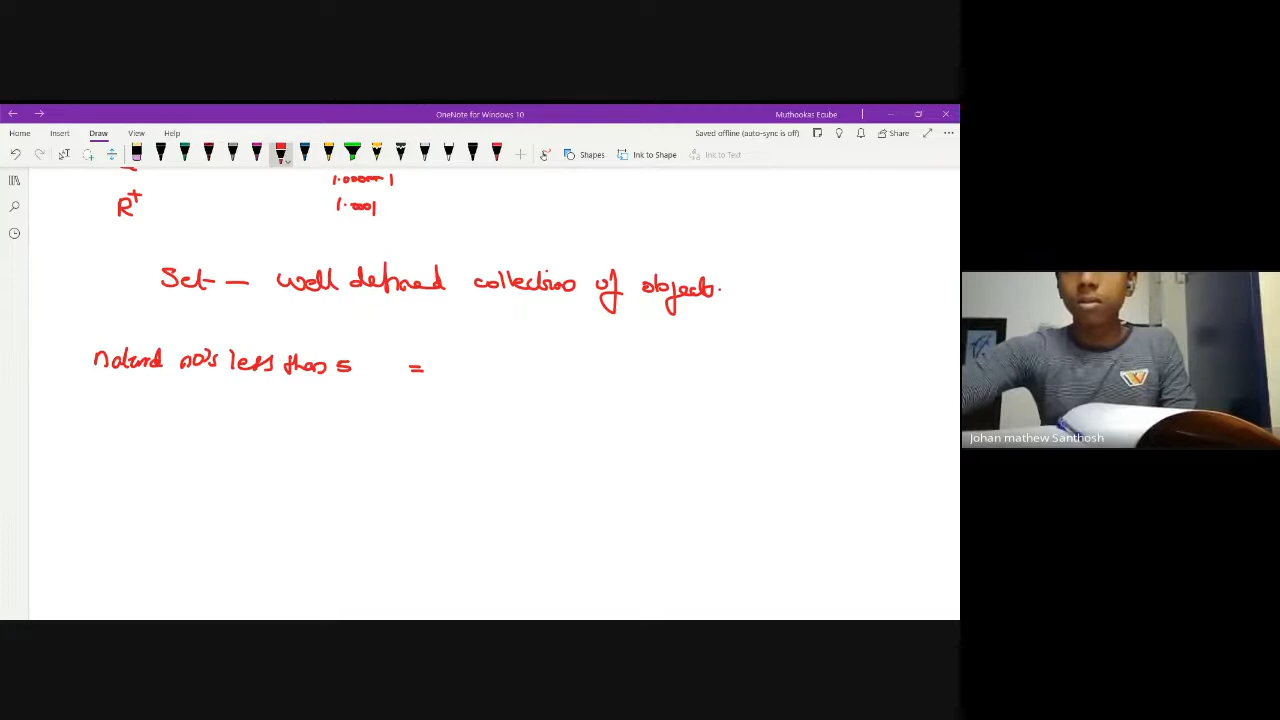 OneNote for Windows 10
Muthookas Ecube
Home Insert Draw View Help
Saved offline (auto-sync is off)
Share
Shapes
Ink to Shape
Ink to Text
R+
1.0001
Set - well defined collection of objects.
natural no's less than 5 =
Johan mathew Santhosh